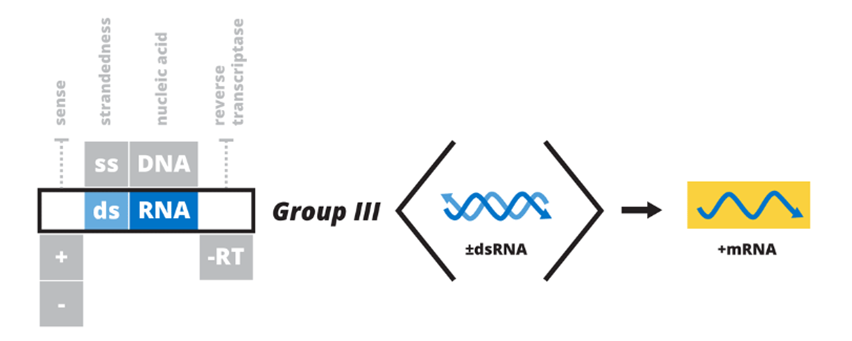 sense
strandedness
nucleic acid
reverse
transcriptase
ss DNA
ds RNA
+
-
-RT
Group III
±dsRNA
+mRNA